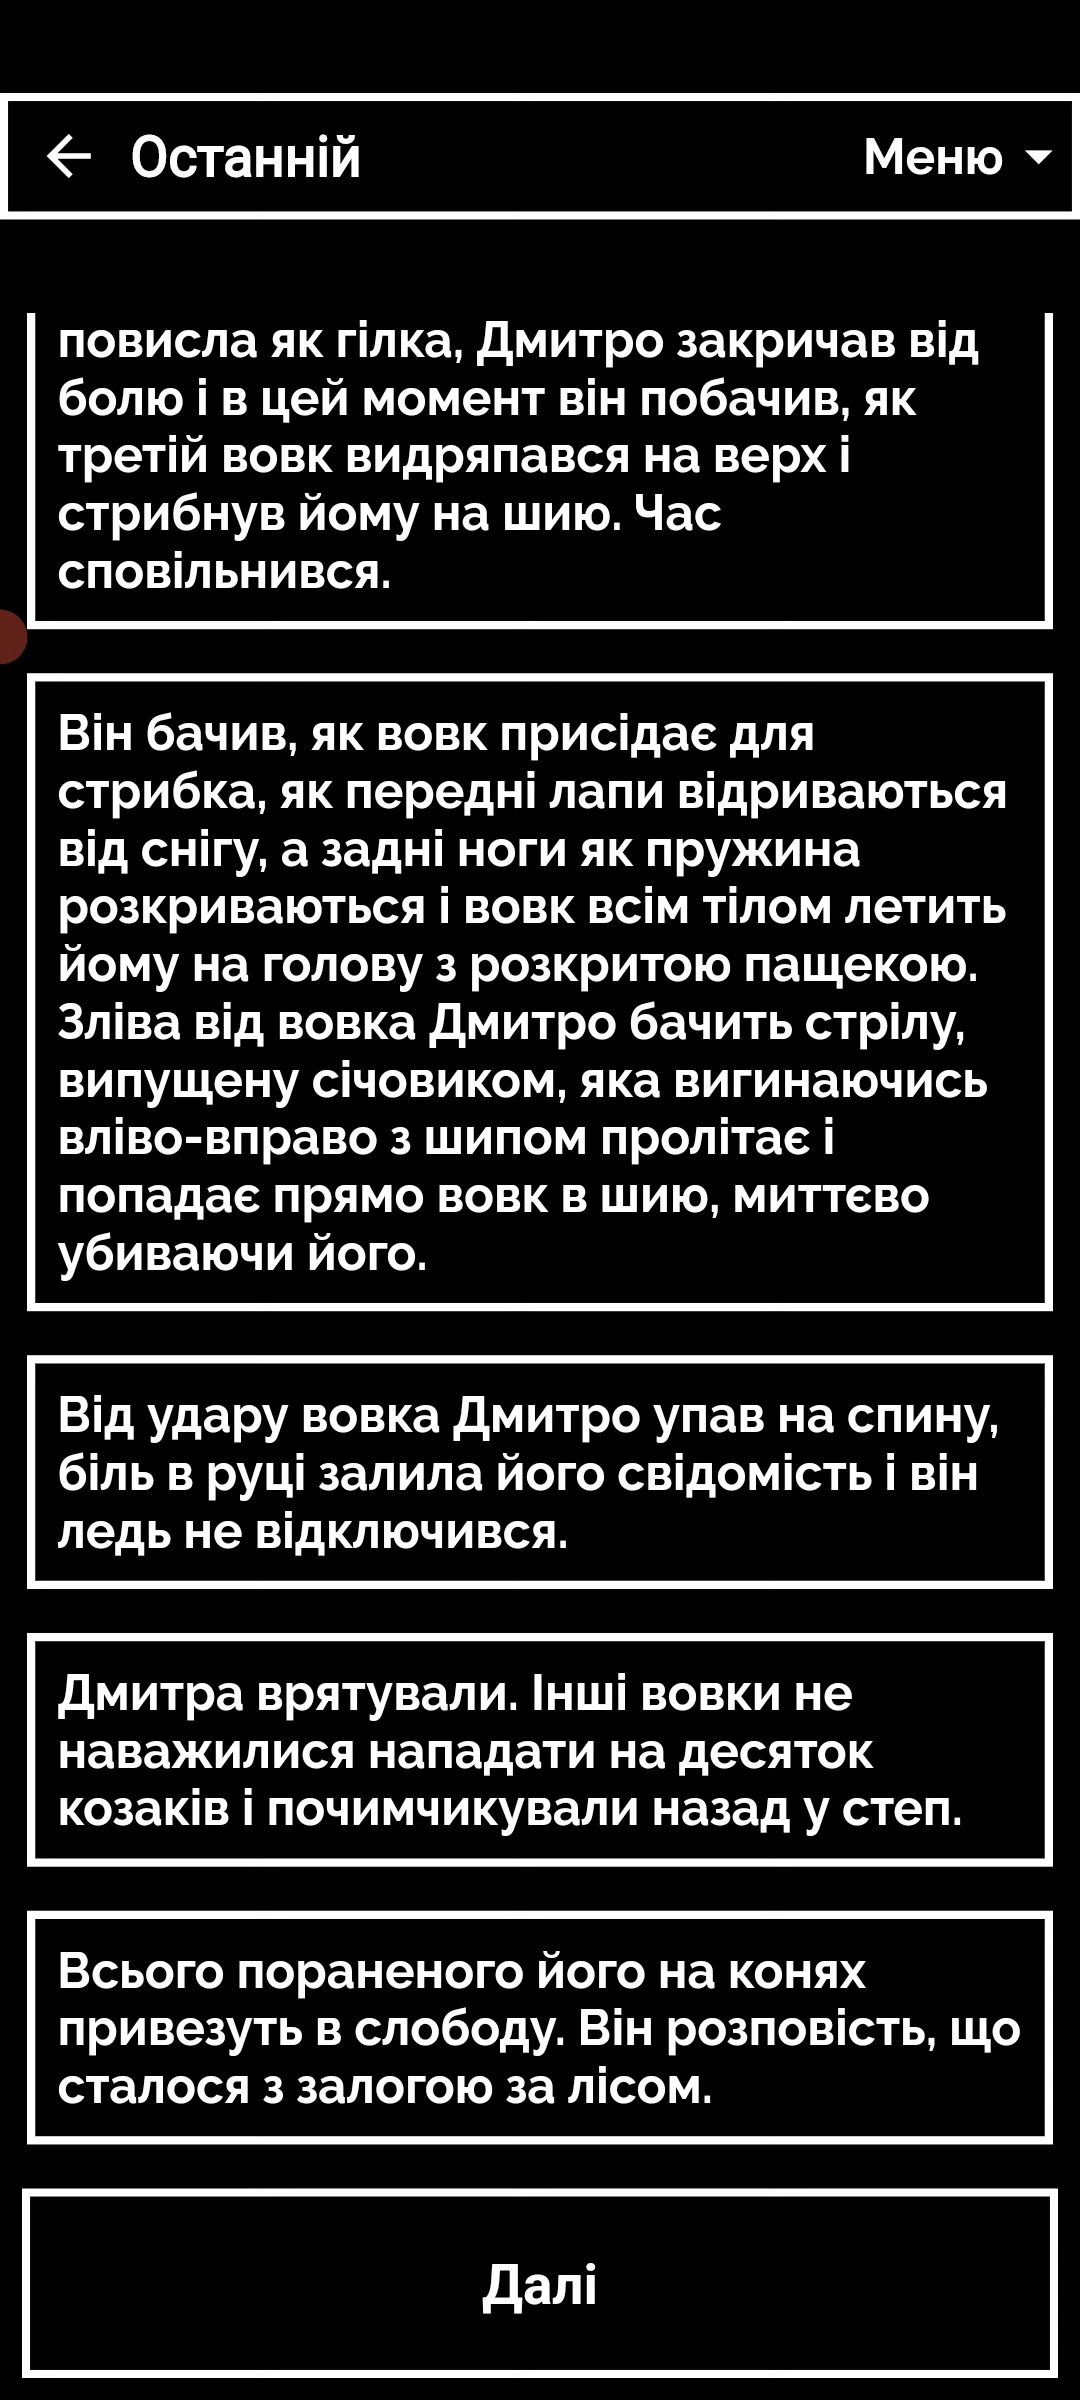 Останній
Меню
повисла як гілка, Дмитро закричав від
болю і в цей момент він побачив, як
третій вовк видряпався на верх і
стрибнув йому на шию. Час
сповільнився.
Він бачив, як вовк присідає для
стрибка, як передні лапи відриваються
від снігу, а задні ноги як пружина
розкриваються і вовк всім тілом летить
йому на голову з розкритою пащекою.
Зліва від вовка Дмитро бачить стрілу,
випущену січовиком, яка вигинаючись
вліво-вправо з шипом пролітає і
попадає прямо вовк в шию, миттєво
убиваючи його.
Від удару вовка Дмитро упав на спину,
біль в руці залила його свідомість і він
ледь не відключився.
Дмитра врятували. Інші вовки не
наважилися нападати на десяток
козаків і почимчикували назад у степ.
Всього пораненого його на конях
привезуть в слободу. Він розповість, що
сталося з залогою за лісом.
Далі